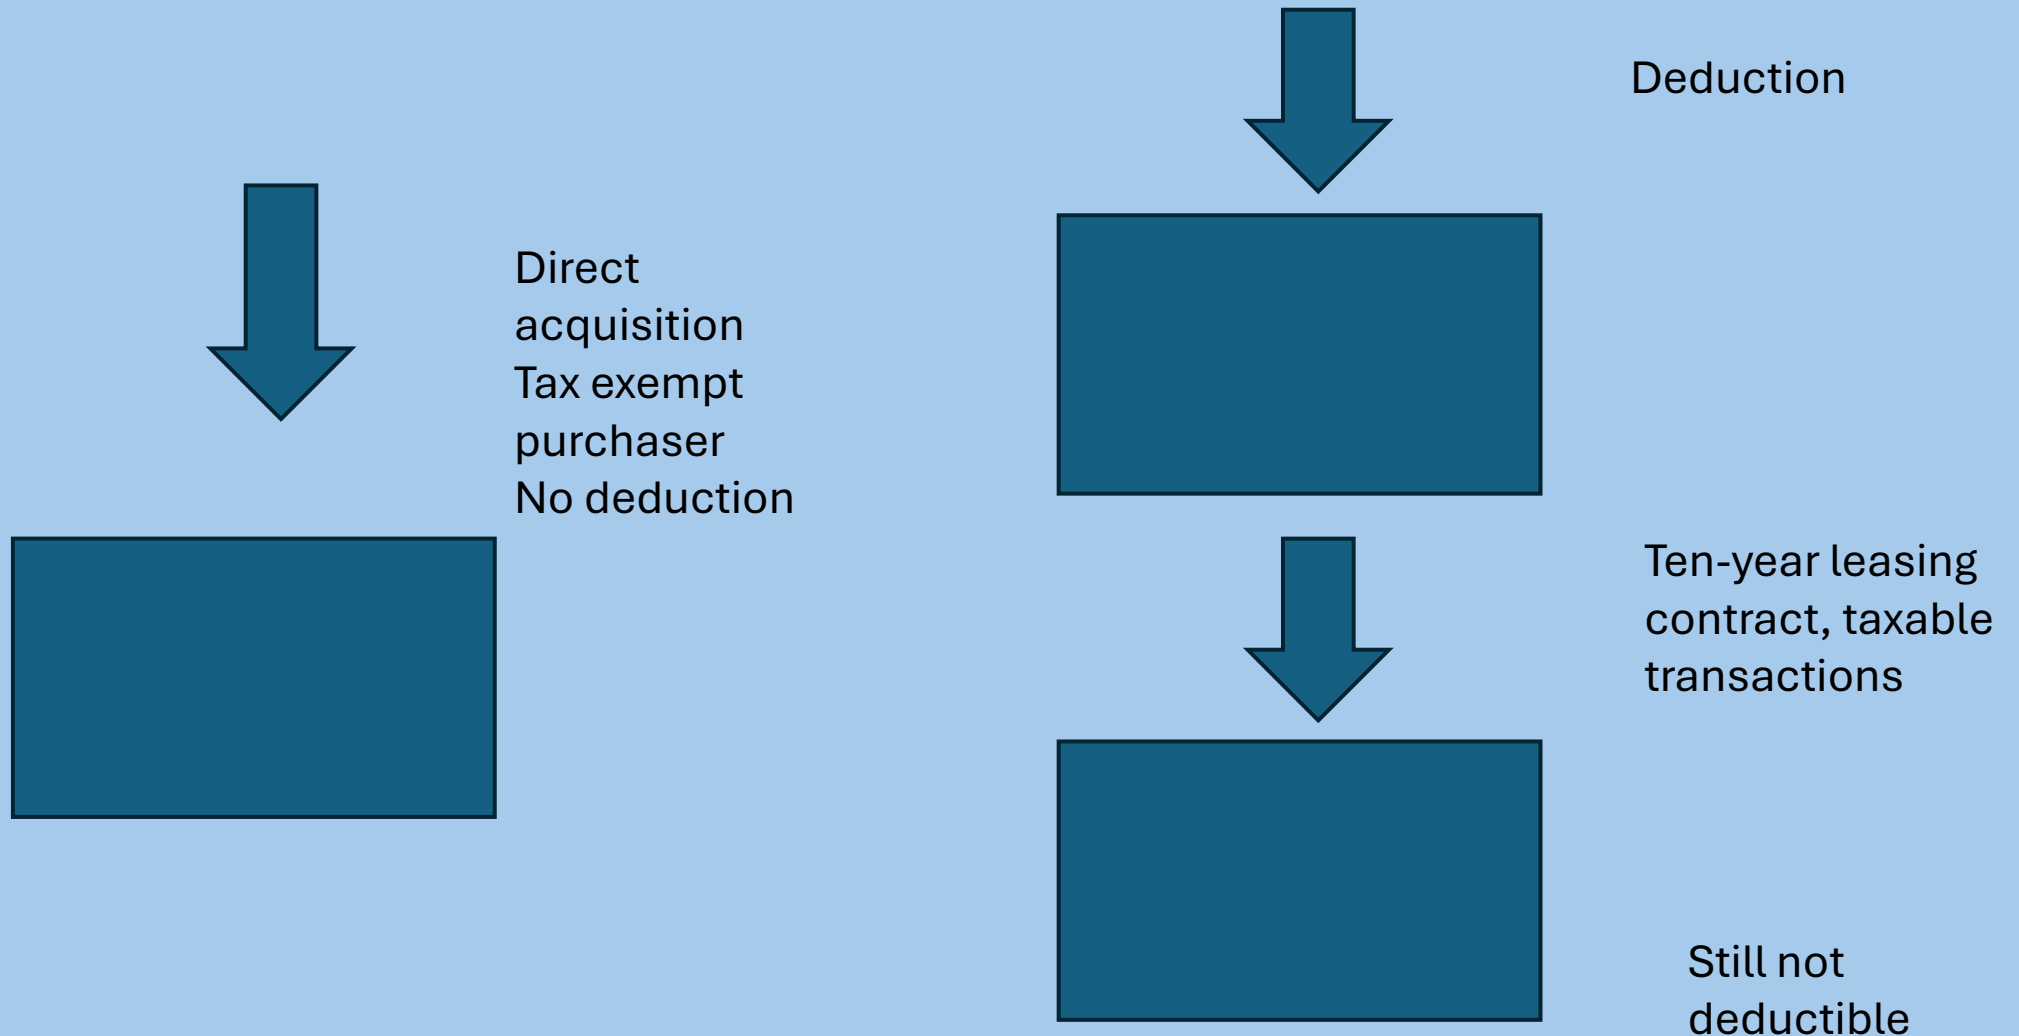 Direct
acquisition
Tax exempt
purchaser
No deduction
Deduction
Ten-year leasing
contract, taxable
transactions
Still not
deductible